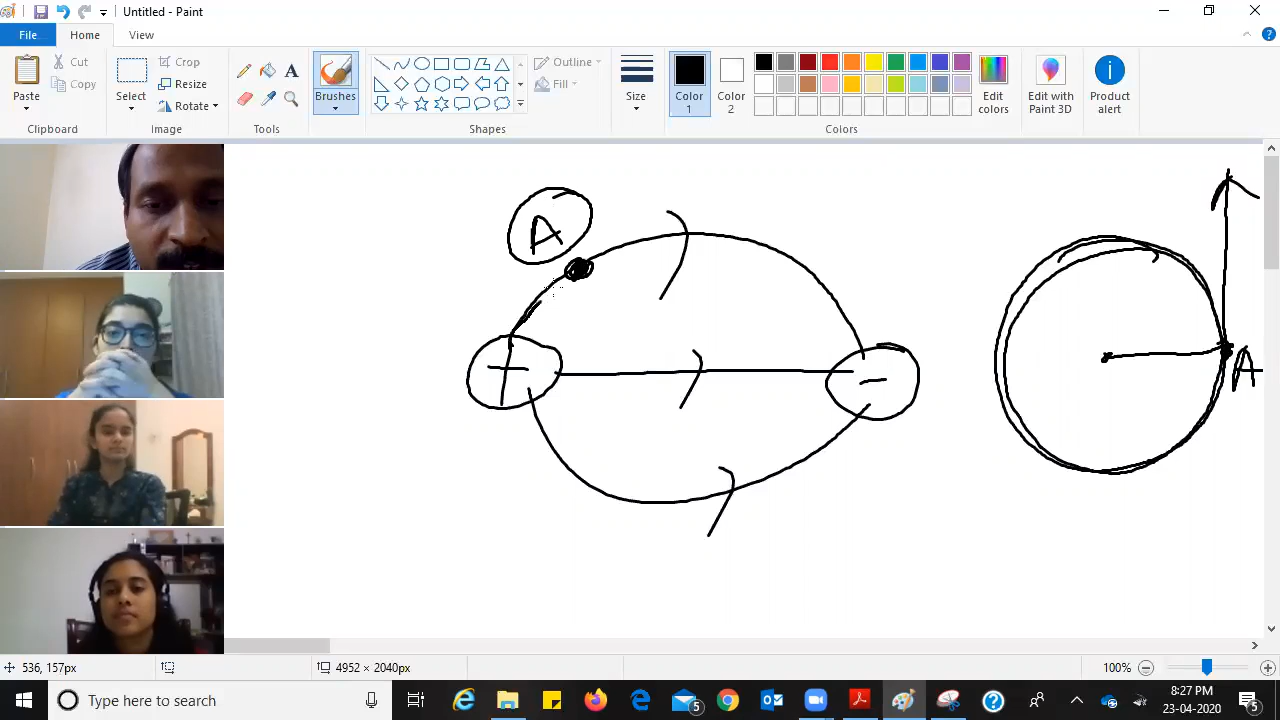 Untitled - Paint
File Home View
Paste
Cut
Copy
Clipboard
Select
Crop
Resize
Rotate
Image
Tools
Brushes
Shapes
Outline
Fill
Size
Color 1
Color 2
Colors
Edit colors
Edit with Paint 3D
Product alert
A
+
-
A
536, 157px
4952 × 2040px
100%
Type here to search
5
8:27 PM
23-04-2020
5